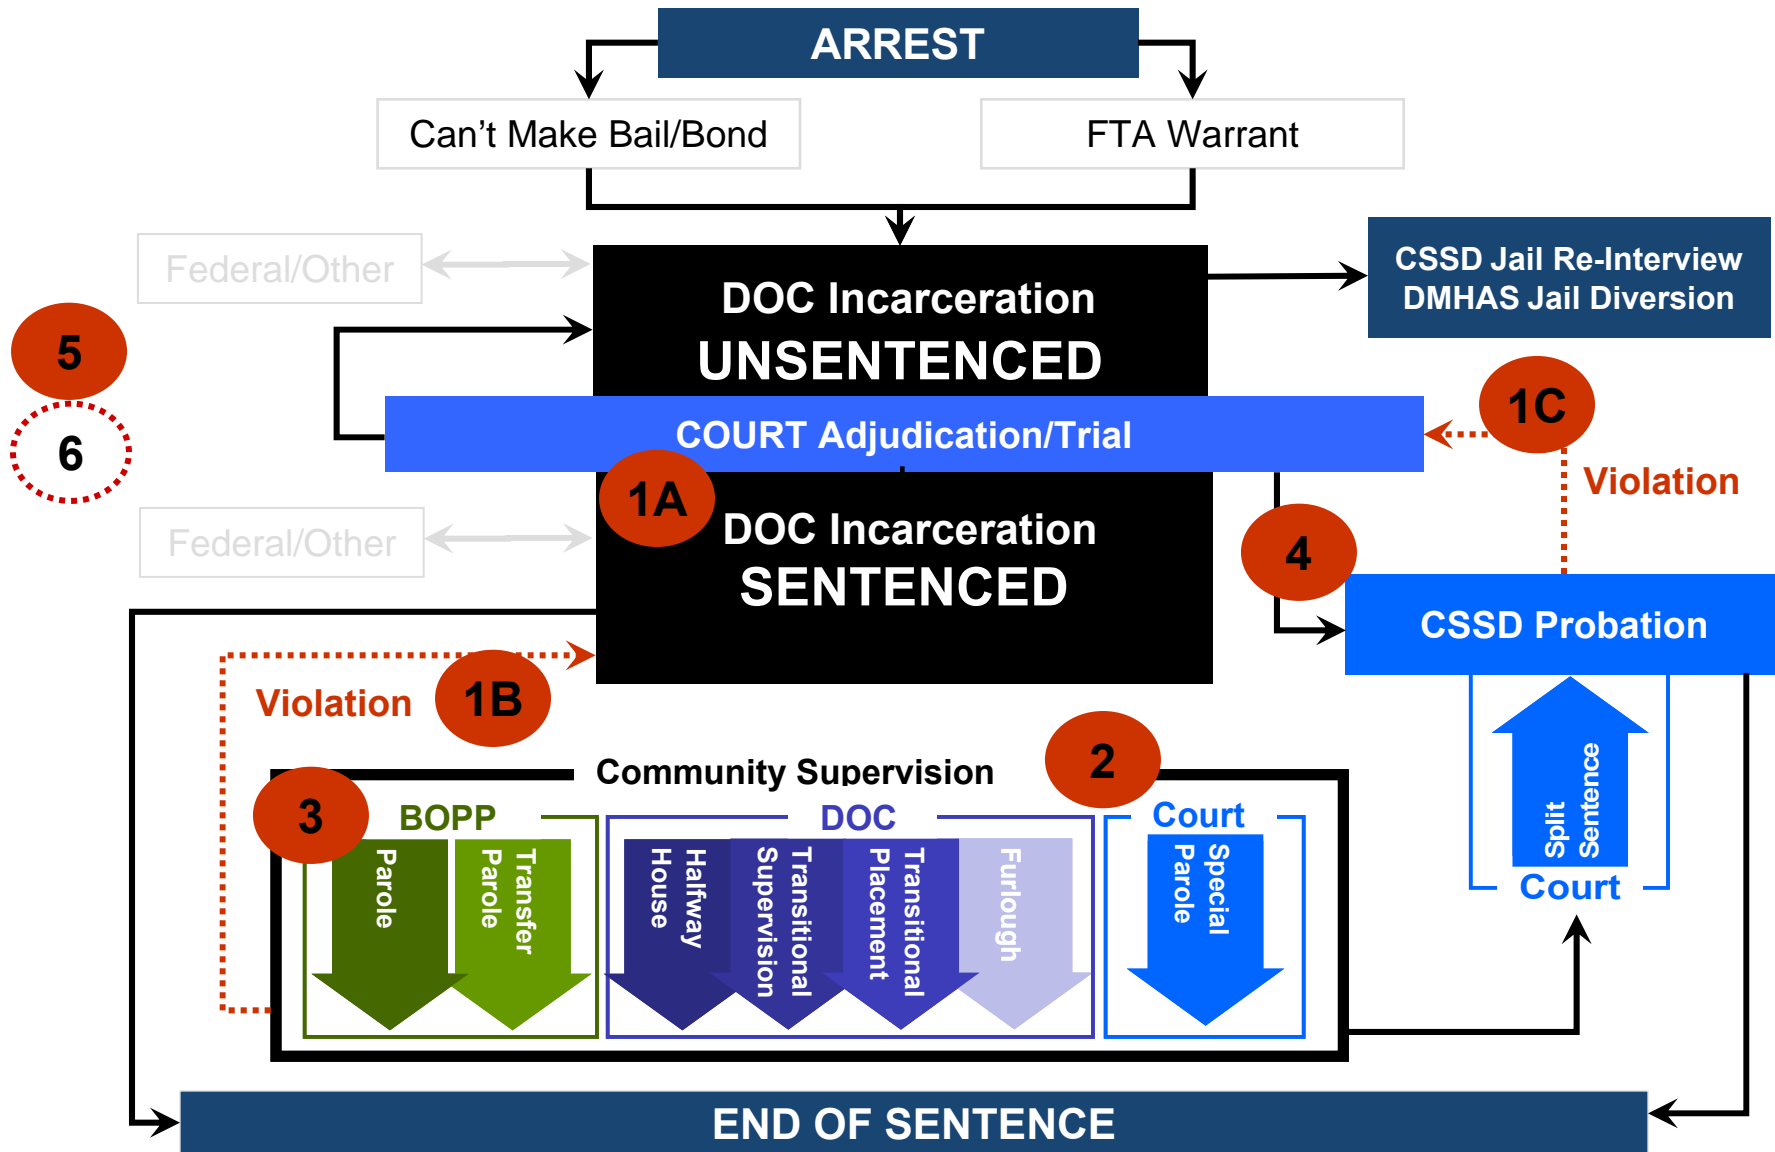 ARREST
Can't Make Bail/Bond
FTA Warrant
Federal/Other
DOC Incarceration
UNSENTENCED
CSSD Jail Re-Interview
DMHAS Jail Diversion
5
6
COURT Adjudication/Trial
1C
Violation
1A
Federal/Other
DOC Incarceration
SENTENCED
4
CSSD Probation
Violation
1B
Community Supervision
2
3
BOPP
DOC
Court
Parole
Transfer
Parole
Halfway
House
Transitional
Supervision
Transitional
Placement
Furlough
Special
Parole
Split
Sentence
Court
END OF SENTENCE